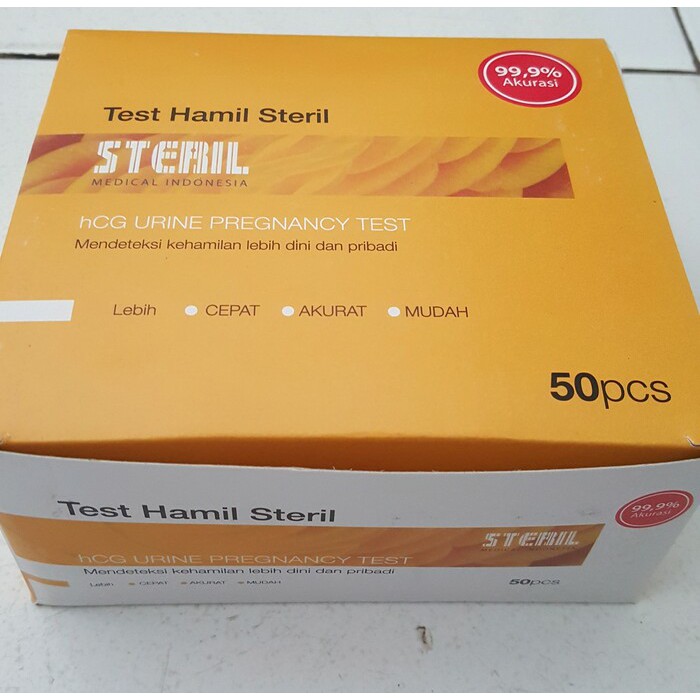 99,9%
Akurasi
Test Hamil Steril
STERIL
MEDICAL INDONESIA
hCG URINE PREGNANCY TEST
Mendeteksi kehamilan lebih dini dan pribadi
Lebih CEPAT AKURAT MUDAH
50pcs
Test Hamil Steril
99,9%
Akurasi
STERIL
MEDICAL INDONESIA
hCG URINE PREGNANCY TEST
Mendeteksi kehamilan lebih dini dan pribadi
Lebih CEPAT AKURAT MUDAH
50pcs